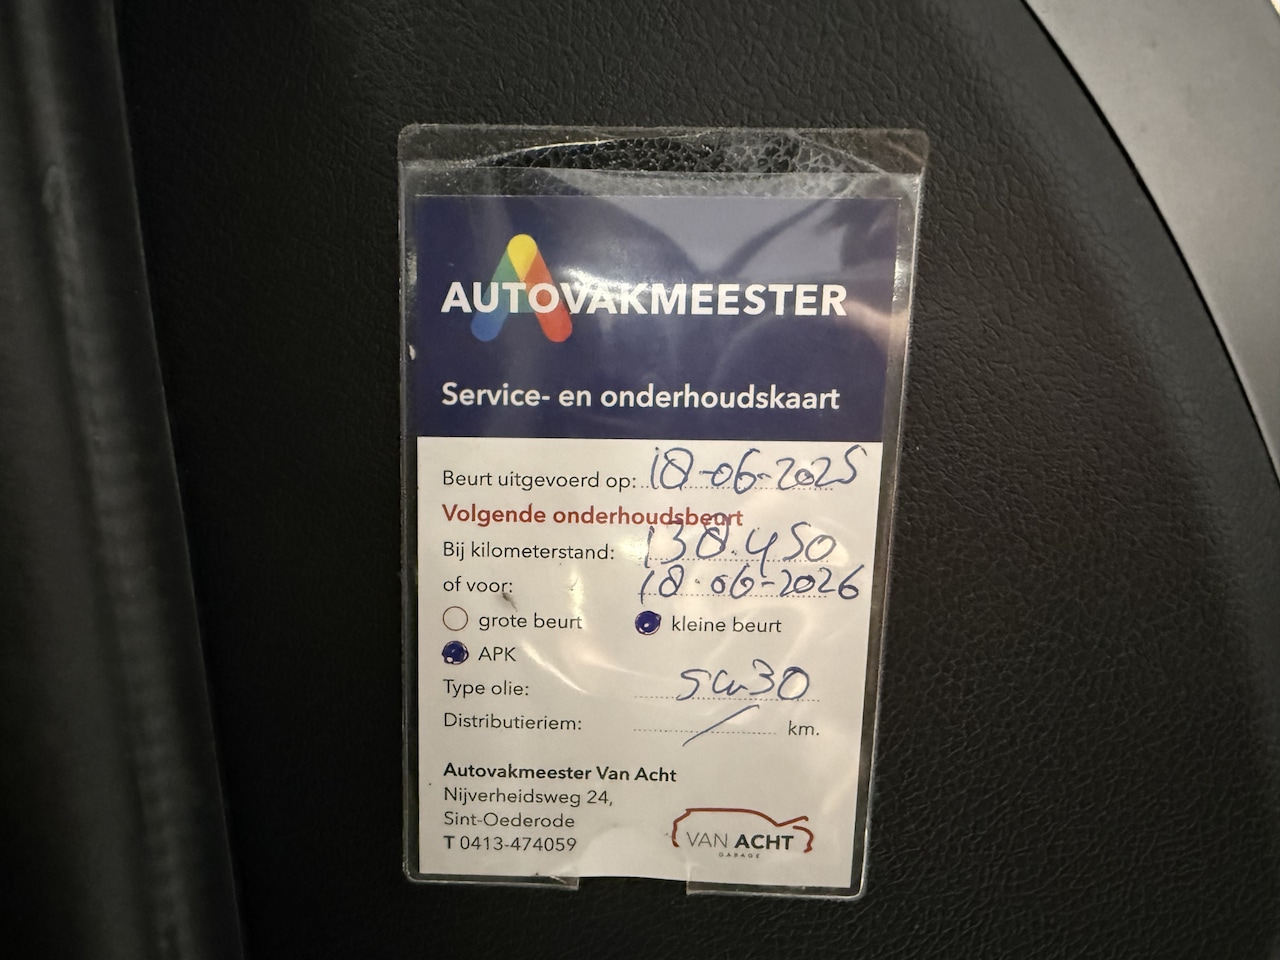 AUTOVAKMEESTER
Service- en onderhoudskaart
Beurt uitgevoerd op: 18-06-2025
Volgende onderhoudsbeurt
Bij kilometerstand: 138.450
of voor: 18-06-2026
grote beurt kleine beurt
APK
Type olie: 5w30
Distributieriem: / km.
Autovakmeester Van Acht
Nijverheidsweg 24,
Sint-Oederode
T 0413-474059
VAN ACHT
GARAGE